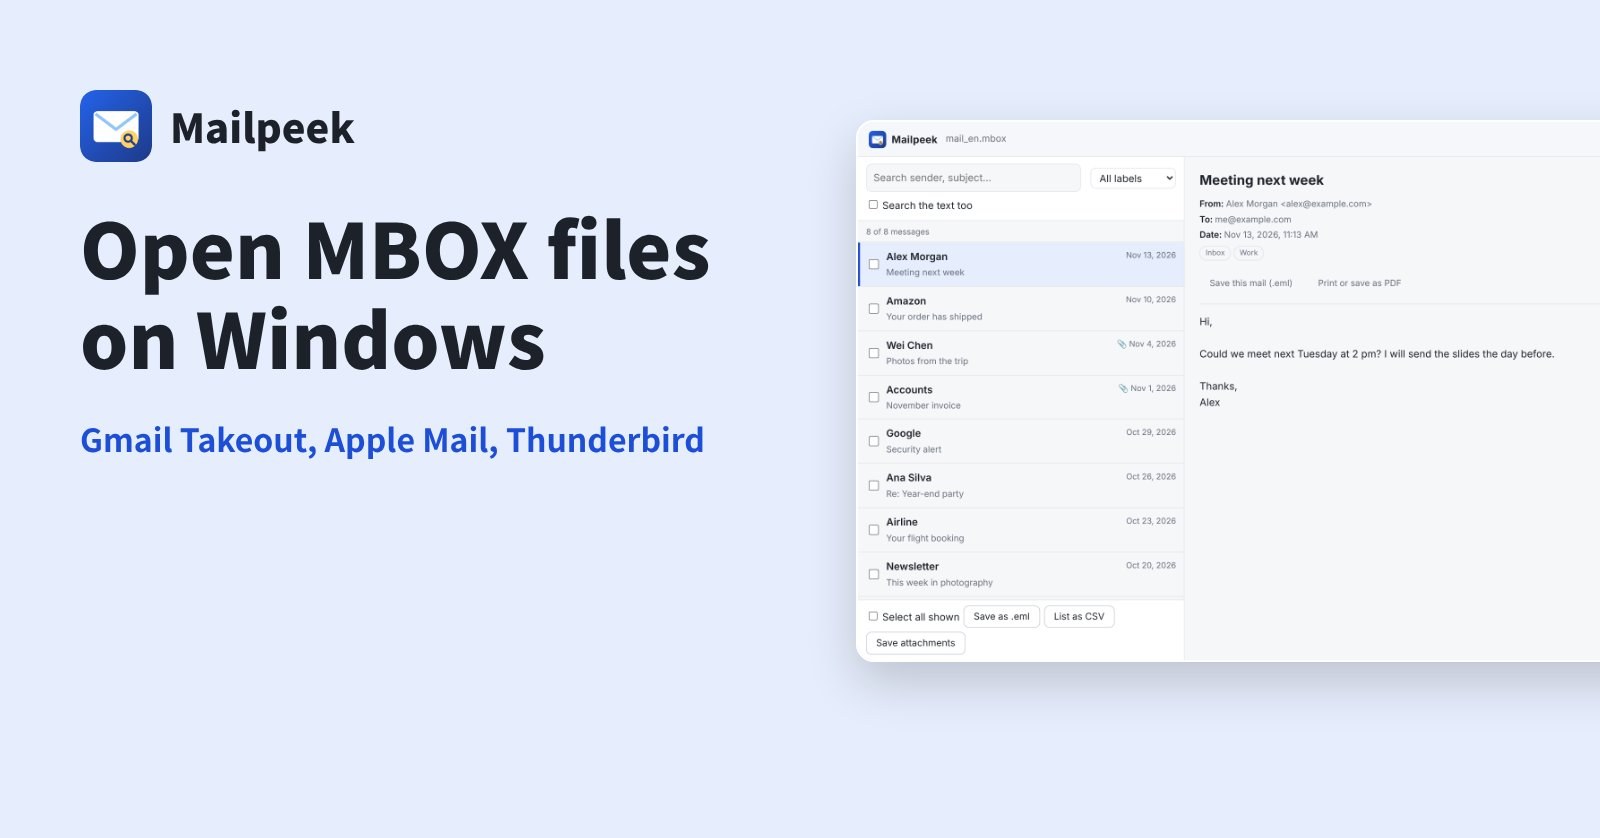 Mailpeek
Open MBOX files
on Windows
Gmail Takeout, Apple Mail, Thunderbird
Mailpeek mail_en.mbox
Search sender, subject...
All labels
Search the text too
8 of 8 messages
Alex Morgan Nov 13, 2026
Meeting next week
Amazon Nov 10, 2026
Your order has shipped
Wei Chen Nov 4, 2026
Photos from the trip
Accounts Nov 1, 2026
November invoice
Google Oct 29, 2026
Security alert
Ana Silva Oct 26, 2026
Re: Year-end party
Airline Oct 23, 2026
Your flight booking
Newsletter Oct 20, 2026
This week in photography
Select all shown Save as .eml List as CSV
Save attachments
Meeting next week
From: Alex Morgan <alex@example.com>
To: me@example.com
Date: Nov 13, 2026, 11:13 AM
Inbox Work
Save this mail (.eml) Print or save as PDF
Hi,
Could we meet next Tuesday at 2 pm? I will send the slides the day before.
Thanks,
Alex